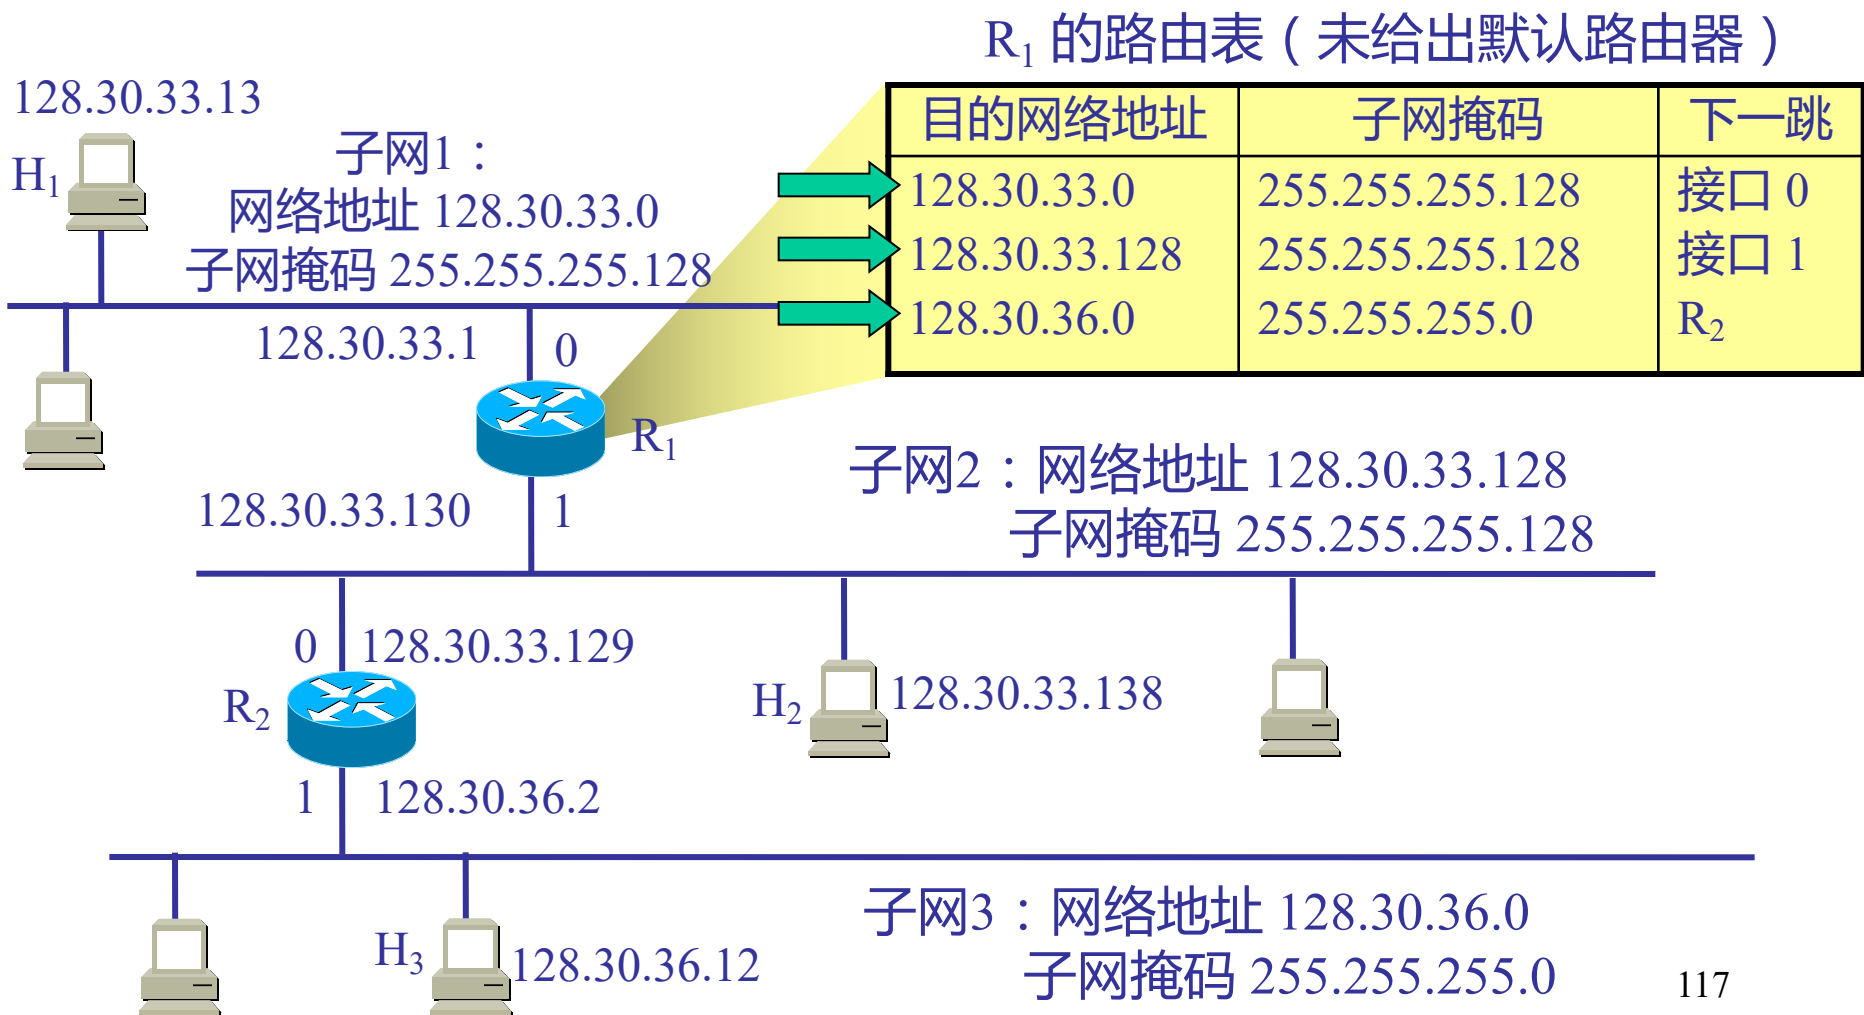 R1 的路由表（未给出默认路由器）
目的网络地址 子网掩码 下一跳
128.30.33.0 255.255.255.128 接口 0
128.30.33.128 255.255.255.128 接口 1
128.30.36.0 255.255.255.0 R2
128.30.33.13
H1
子网1：
网络地址 128.30.33.0
子网掩码 255.255.255.128
128.30.33.1 0
R1
128.30.33.130 1
子网2：网络地址 128.30.33.128
子网掩码 255.255.255.128
0 128.30.33.129
R2
H2 128.30.33.138
1 128.30.36.2
子网3：网络地址 128.30.36.0
子网掩码 255.255.255.0
H3 128.30.36.12
117